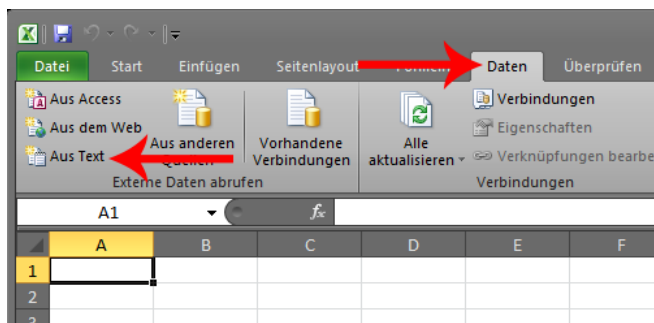 Datei Start Einfügen Seitenlayout Daten Überprüfen
Aus Access
Aus dem Web
Aus Text
Aus anderen
Vorhandene
Verbindungen
Alle
aktualisieren
Verbindungen
Eigenschaften
Verknüpfungen bearbe
Externe Daten abrufen Verbindungen
A1 fx
A B C D E F
1
2
3